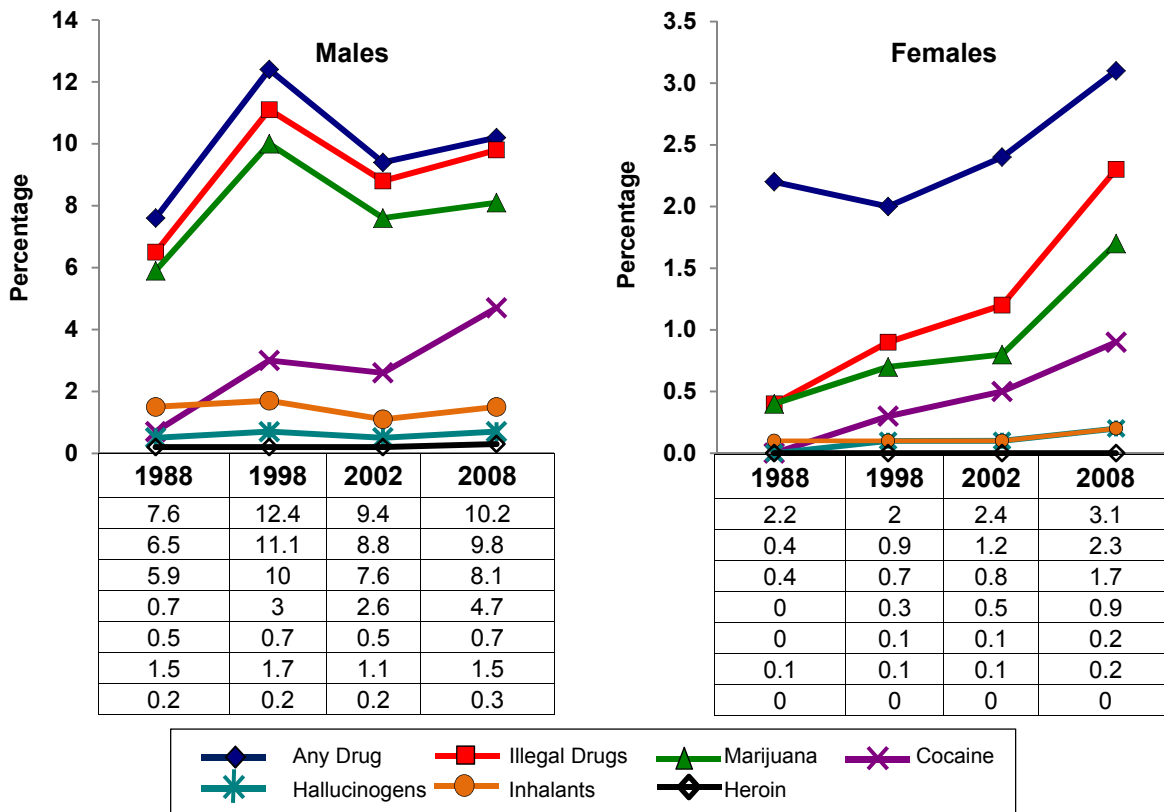 Males
Percentage
14
12
10
8
6
4
2
0
1988 1998 2002 2008
7.6 12.4 9.4 10.2
6.5 11.1 8.8 9.8
5.9 10 7.6 8.1
0.7 3 2.6 4.7
0.5 0.7 0.5 0.7
1.5 1.7 1.1 1.5
0.2 0.2 0.2 0.3
Females
Percentage
3.5
3.0
2.5
2.0
1.5
1.0
0.5
0.0
1988 1998 2002 2008
2.2 2 2.4 3.1
0.4 0.9 1.2 2.3
0.4 0.7 0.8 1.7
0 0.3 0.5 0.9
0 0.1 0.1 0.2
0.1 0.1 0.1 0.2
0 0 0 0
Any Drug Illegal Drugs Marijuana Cocaine
Hallucinogens Inhalants Heroin